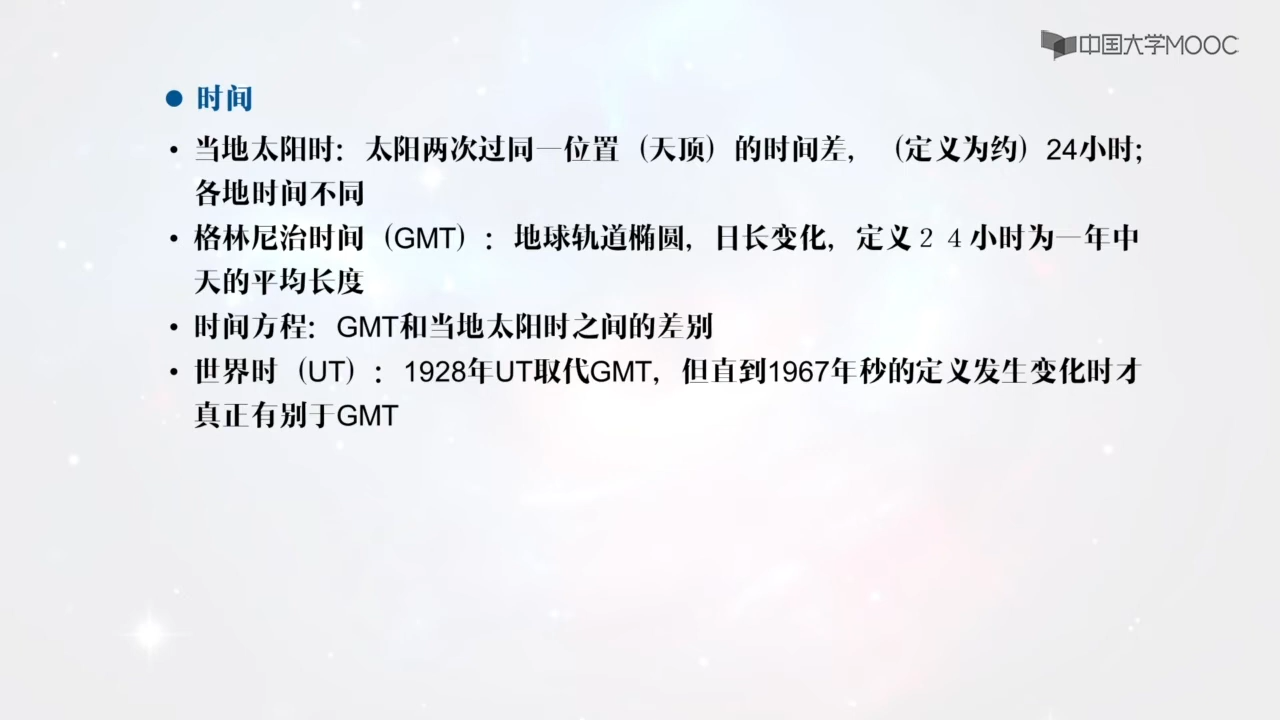 中国大学MOOC
时间
• 当地太阳时：太阳两次过同一位置（天顶）的时间差，（定义为约）24小时；
各地时间不同
• 格林尼治时间（GMT）：地球轨道椭圆，日长变化，定义２４小时为一年中
天的平均长度
• 时间方程：GMT和当地太阳时之间的差别
• 世界时（UT）：1928年UT取代GMT，但直到1967年秒的定义发生变化时才
真正有别于GMT